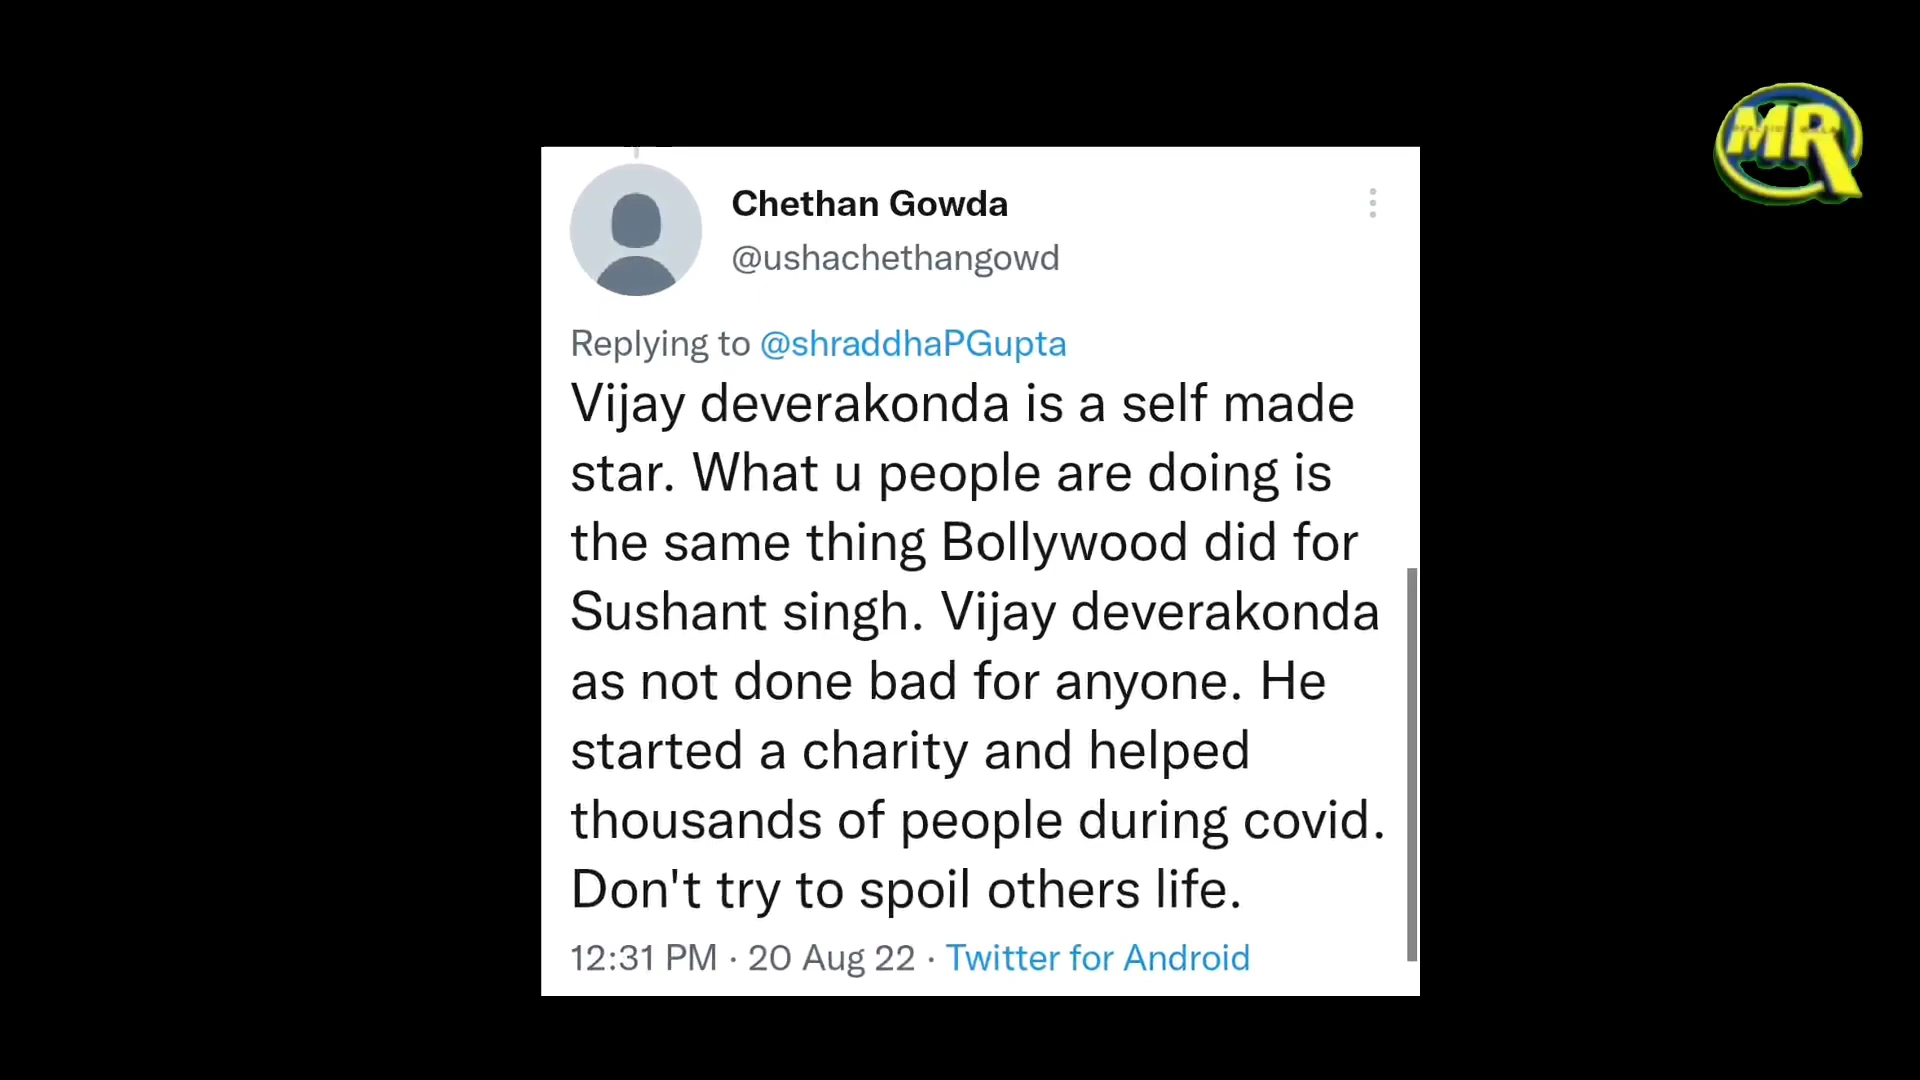 MR
Chethan Gowda
@ushachethangowd
Replying to @shraddhaPGupta
Vijay deverakonda is a self made
star. What u people are doing is
the same thing Bollywood did for
Sushant singh. Vijay deverakonda
as not done bad for anyone. He
started a charity and helped
thousands of people during covid.
Don't try to spoil others life.
12:31 PM · 20 Aug 22 · Twitter for Android